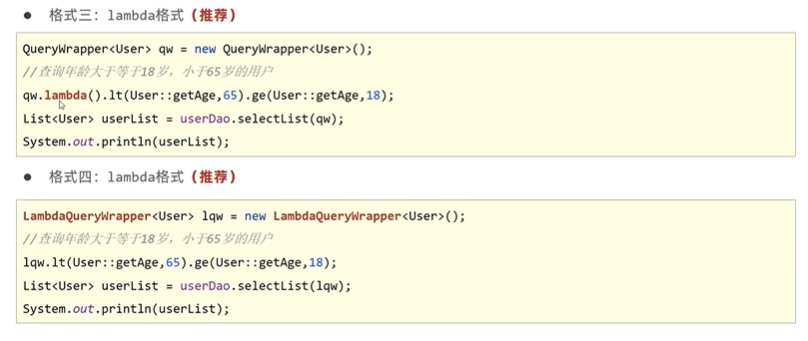 ● 格式三：lambda格式（推荐）
QueryWrapper<User> qw = new QueryWrapper<User>();
//查询年龄大于等于18岁，小于65岁的用户
qw.lambda().lt(User::getAge,65).ge(User::getAge,18);
List<User> userList = userDao.selectList(qw);
System.out.println(userList);
● 格式四：lambda格式（推荐）
LambdaQueryWrapper<User> lqw = new LambdaQueryWrapper<User>();
//查询年龄大于等于18岁，小于65岁的用户
lqw.lt(User::getAge,65).ge(User::getAge,18);
List<User> userList = userDao.selectList(lqw);
System.out.println(userList);